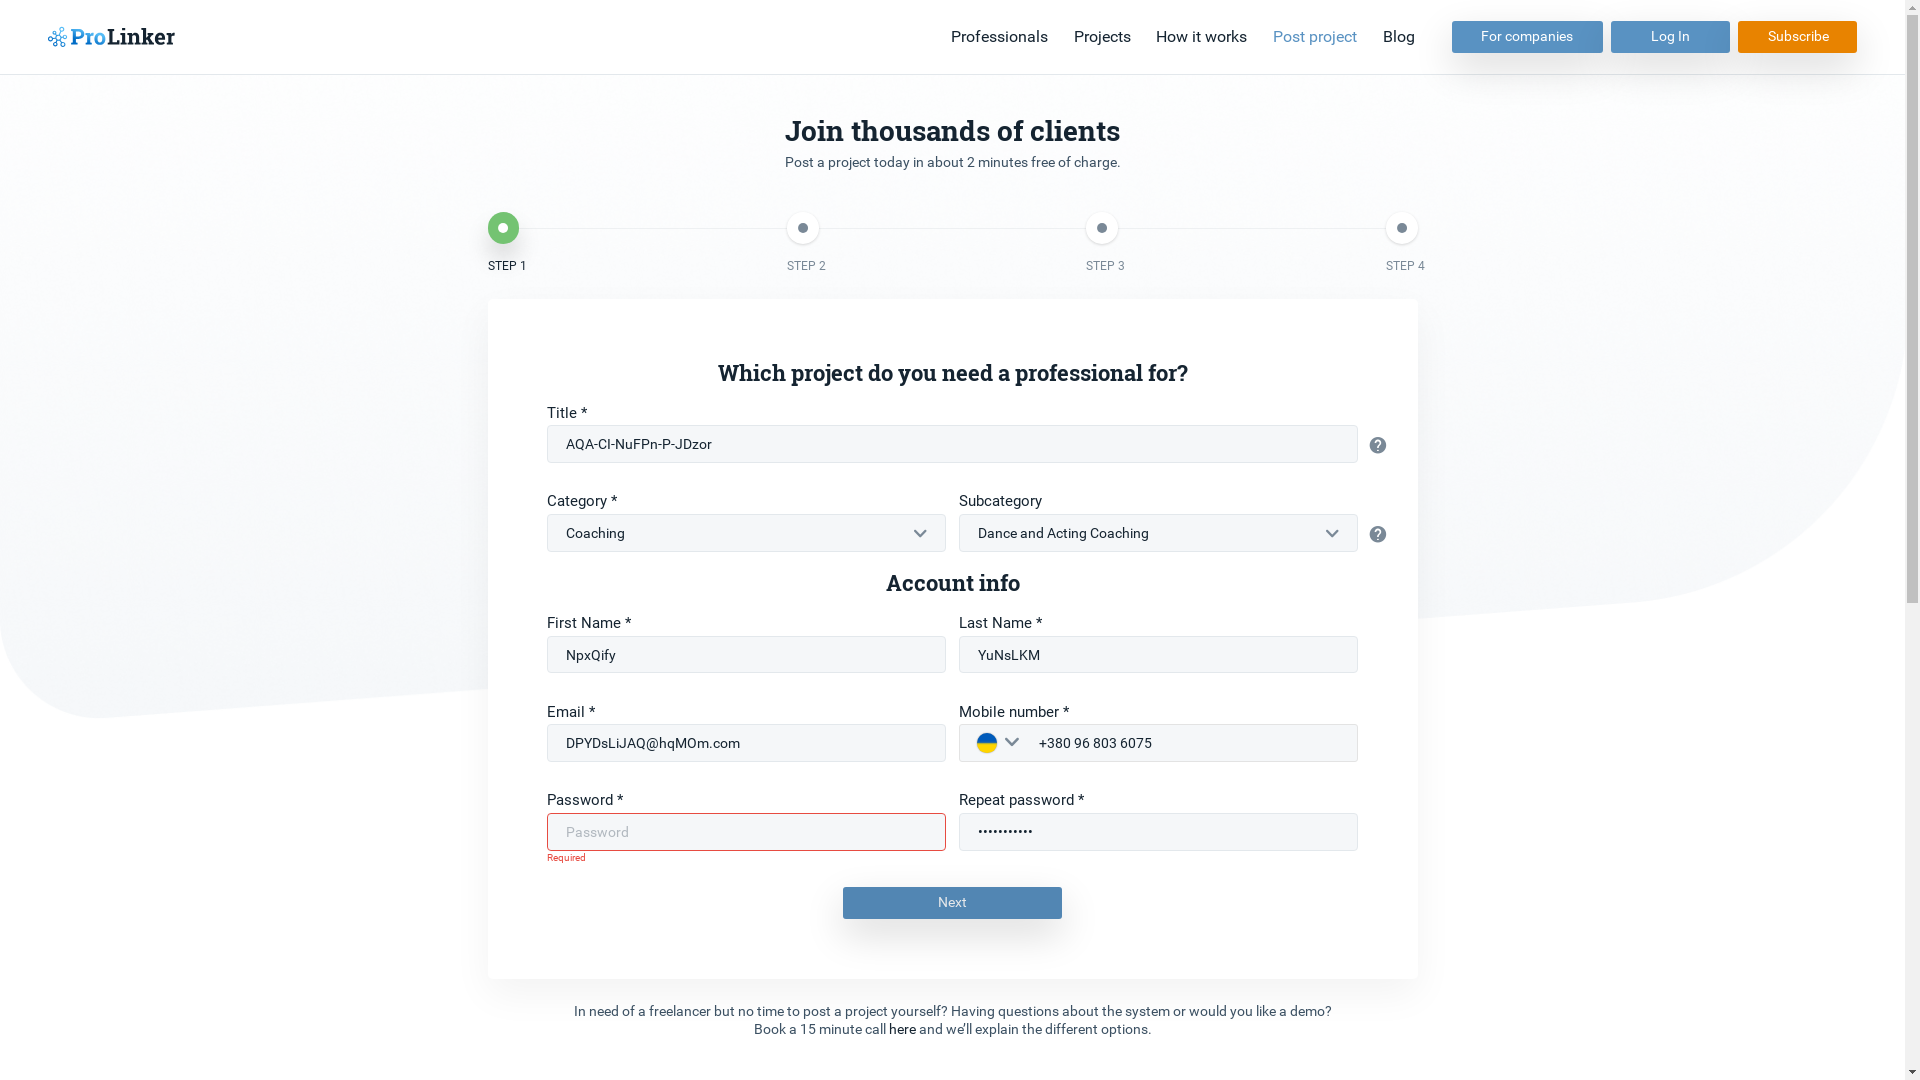 ProLinker
Professionals Projects How it works Post project Blog For companies Log In Subscribe
Join thousands of clients
Post a project today in about 2 minutes free of charge.
STEP 1 STEP 2 STEP 3 STEP 4
Which project do you need a professional for?
Title *
AQA-CI-NuFPn-P-JDzor
Category * Subcategory
Coaching Dance and Acting Coaching
Account info
First Name * Last Name *
NpxQify YuNsLKM
Email * Mobile number *
DPYDsLiJAQ@hqMOm.com +380 96 803 6075
Password * Repeat password *
Password •••••••••••
Required
Next
In need of a freelancer but no time to post a project yourself? Having questions about the system or would you like a demo?
Book a 15 minute call here and we’ll explain the different options.